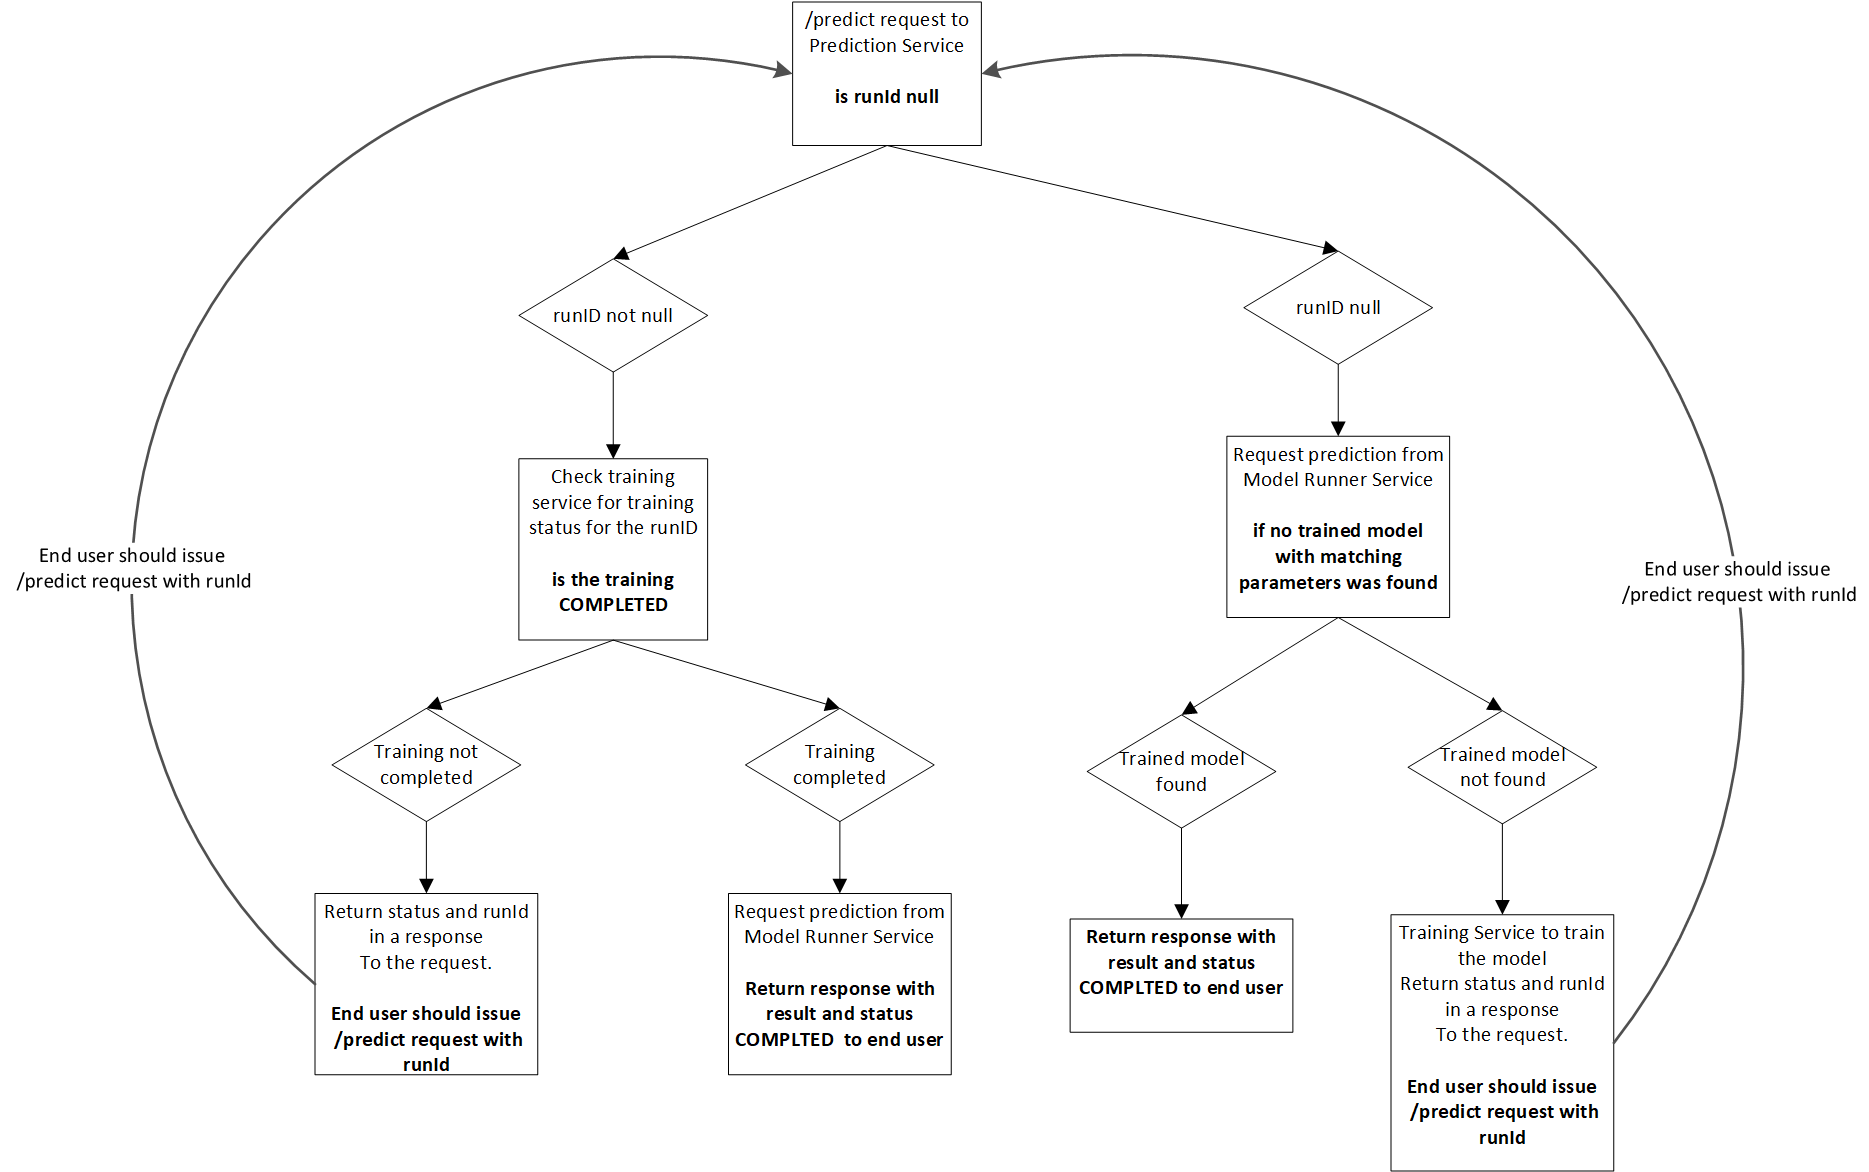 /predict request to
Prediction Service
is runId null
runID not null
runID null
Check training
service for training
status for the runID
is the training
COMPLETED
Request prediction from
Model Runner Service
if no trained model
with matching
parameters was found
End user should issue
/predict request with runId
End user should issue
/predict request with runId
Training not
completed
Training
completed
Trained model
found
Trained model
not found
Return status and runId
in a response
To the request.
End user should issue
/predict request with
runId
Request prediction from
Model Runner Service
Return response with
result and status
COMPLTED  to end user
Return response with
result and status
COMPLTED to end user
Training Service to train
the model
Return status and runId
in a response
To the request.
End user should issue
/predict request with
runId